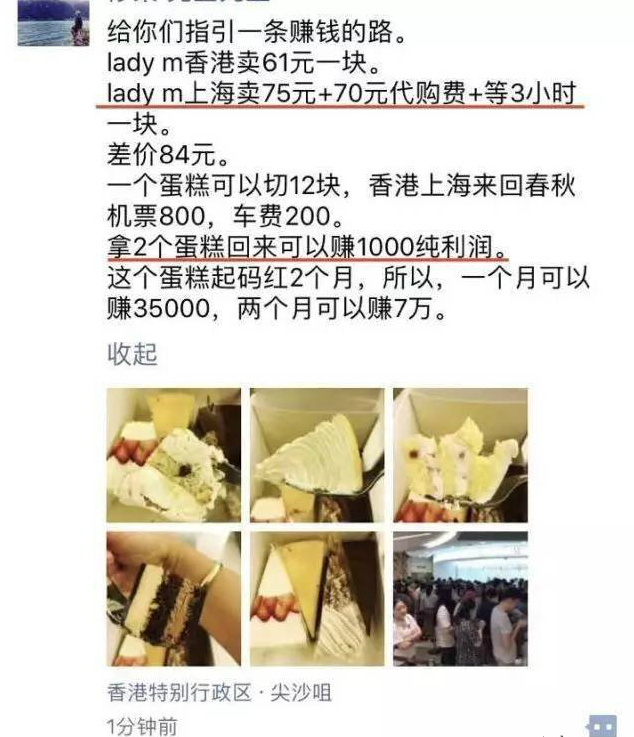 给你们指引一条赚钱的路。
lady m香港卖61元一块。
lady m上海卖75元+70元代购费+等3小时
一块。
差价84元。
一个蛋糕可以切12块，香港上海来回春秋
机票800，车费200。
拿2个蛋糕回来可以赚1000纯利润。
这个蛋糕起码红2个月，所以，一个月可以
赚35000，两个月可以赚7万。
收起
香港特别行政区·尖沙咀
1分钟前